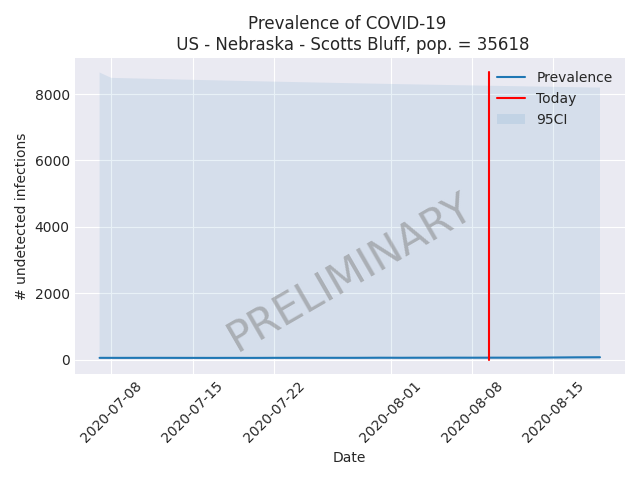 Prevalence of COVID-19
US - Nebraska - Scotts Bluff, pop. = 35618
Prevalence
Today
95CI
8000
6000
4000
2000
0
# undetected infections
PRELIMINARY
2020-07-08
2020-07-15
2020-07-22
2020-08-01
2020-08-08
2020-08-15
Date